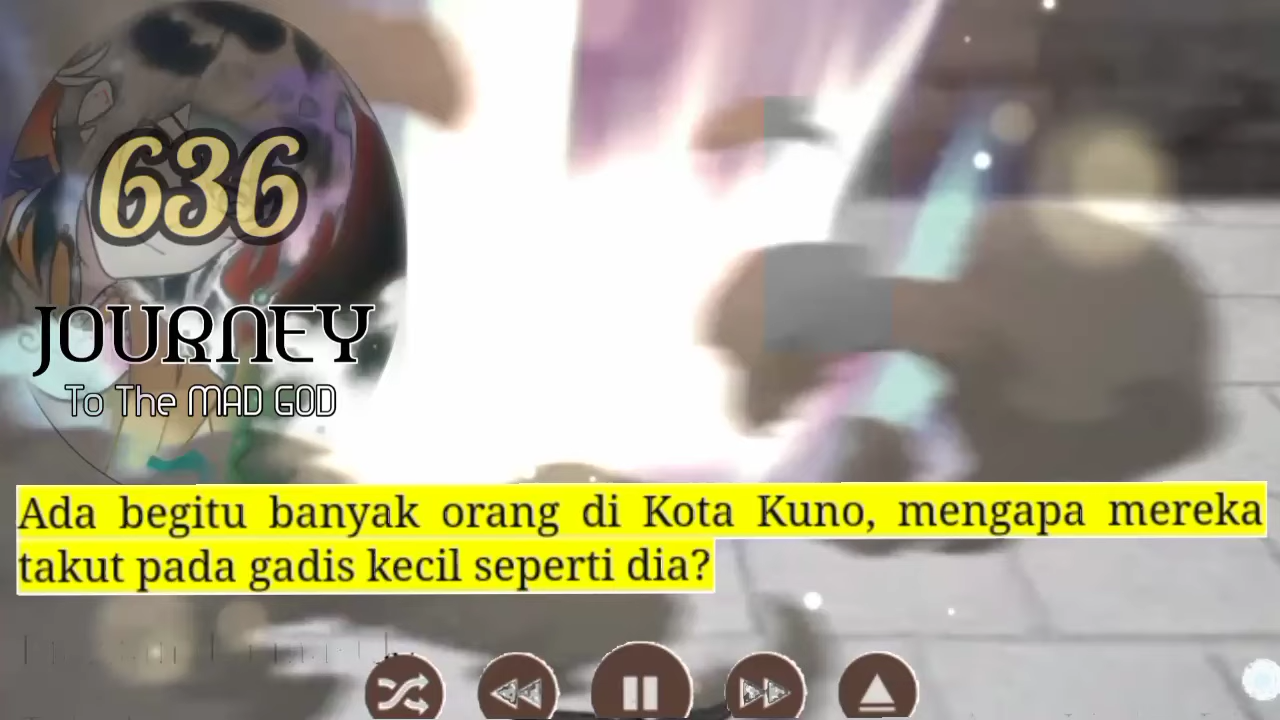 636
JOURNEY
To The MAD GOD
Ada begitu banyak orang di Kota Kuno, mengapa mereka
takut pada gadis kecil seperti dia?